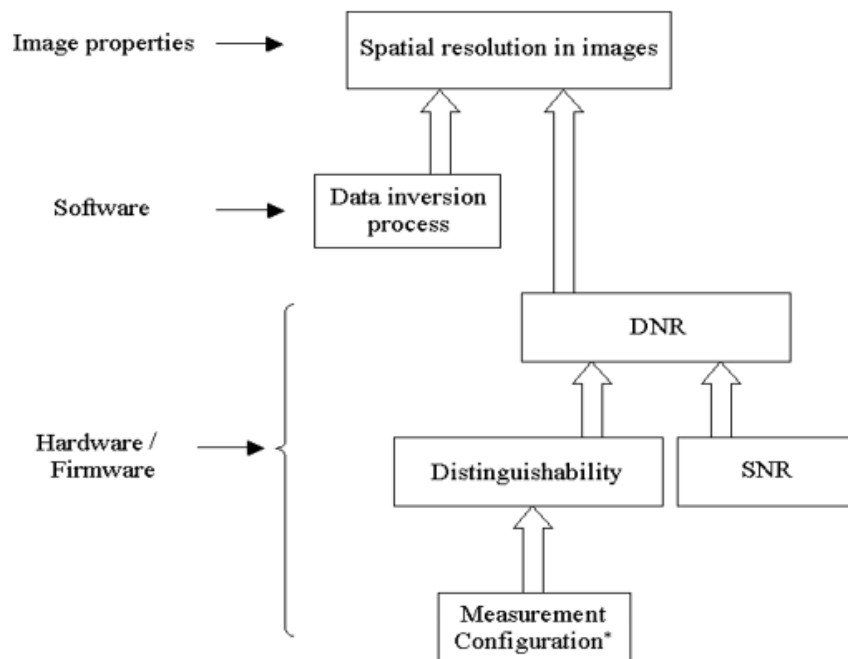 Image properties
Spatial resolution in images
Software
Data inversion
process
DNR
Hardware /
Firmware
Distinguishability
SNR
Measurement
Configuration*